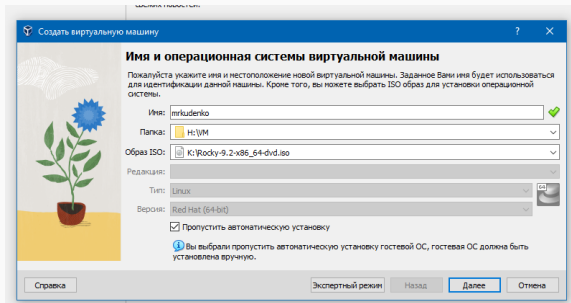 свежих новостей.
Создать виртуальную машину
Имя и операционная системы виртуальной машины
Пожалуйста укажите имя и местоположение новой виртуальной машины. Заданное Вами имя будет использоваться
для идентификации данной машины. Кроме того, вы можете выбрать ISO образ для установки операционной
системы.
Имя: mrkudenko
Папка: H:\VM
Образ ISO: K:\Rocky-9.2-x86_64-dvd.iso
Редакция:
Тип: Linux
64
Версия: Red Hat (64-bit)
Пропустить автоматическую установку
Вы выбрали пропустить автоматическую установку гостевой ОС, гостевая ОС должна быть
установлена вручную.
Справка Экспертный режим Назад Далее Отмена